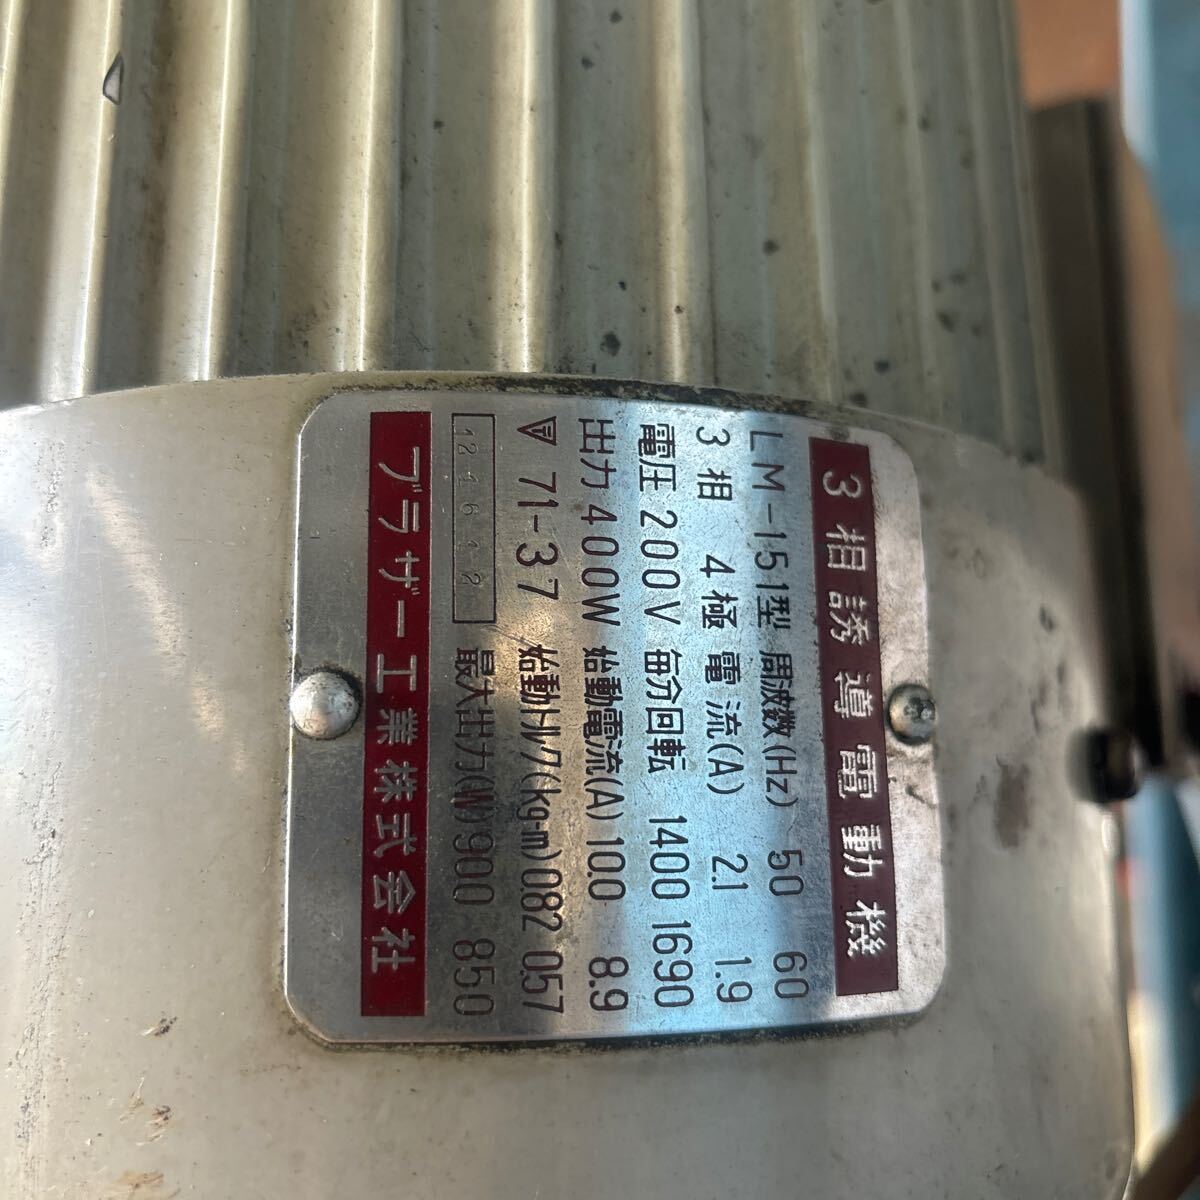 3相誘導電動機
LM-151型 周波数(Hz) 50 60
3相 4極 電流(A) 2.1 1.9
電圧 200V 毎分回転 1400 1690
出力 400W 始動電流(A) 10.0 8.9
71-37 始動トルク(kg-m) 0.82 0.57
最大出力(W) 900 850
ブラザー工業株式会社